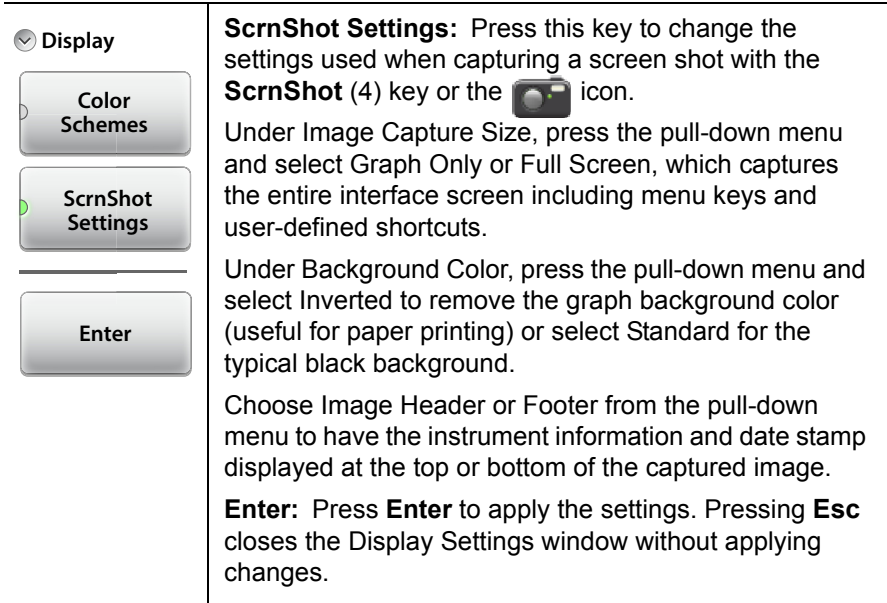 Display
Color
Schemes
ScrnShot
Settings
Enter
ScrnShot Settings: Press this key to change the
settings used when capturing a screen shot with the
ScrnShot (4) key or the icon.
Under Image Capture Size, press the pull-down menu
and select Graph Only or Full Screen, which captures
the entire interface screen including menu keys and
user-defined shortcuts.
Under Background Color, press the pull-down menu and
select Inverted to remove the graph background color
(useful for paper printing) or select Standard for the
typical black background.
Choose Image Header or Footer from the pull-down
menu to have the instrument information and date stamp
displayed at the top or bottom of the captured image.
Enter: Press Enter to apply the settings. Pressing Esc
closes the Display Settings window without applying
changes.